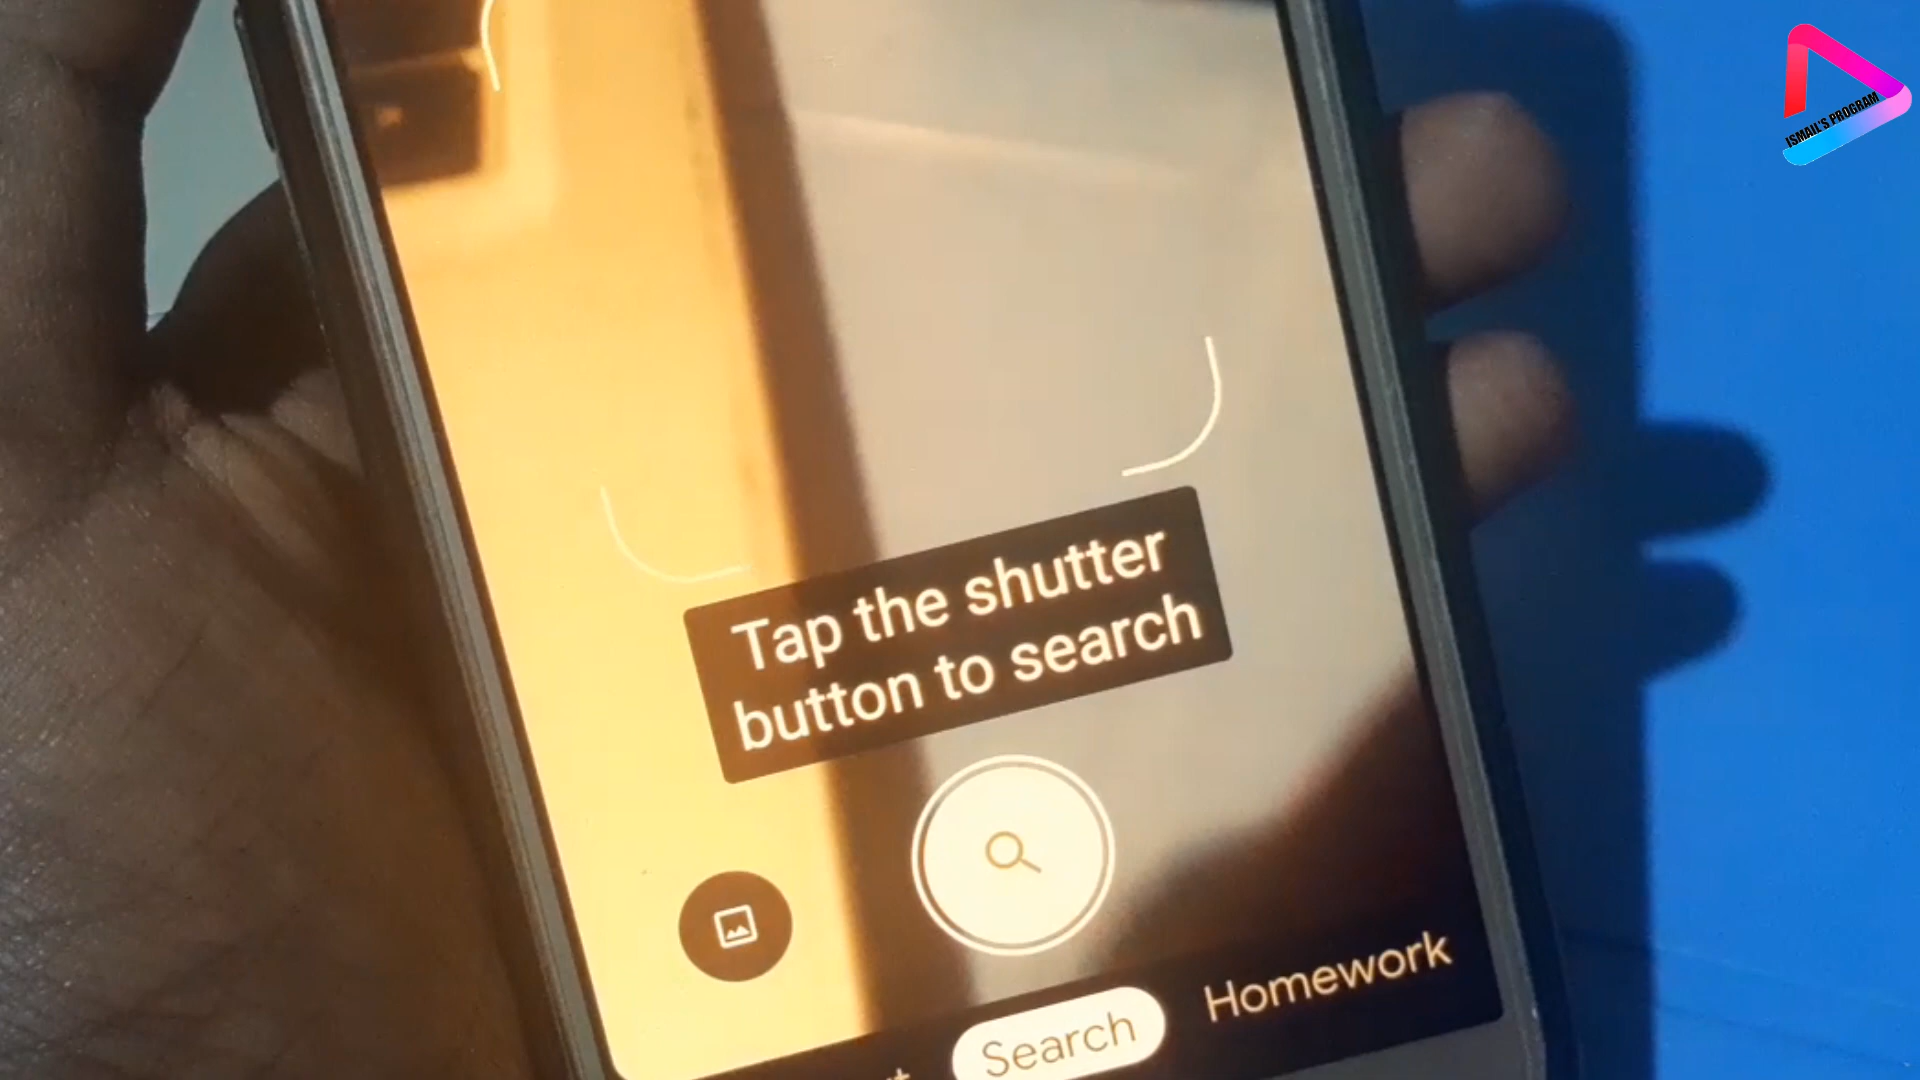 ISMAIL'S PROGRAM
Tap the shutter
button to search
Search
Homework